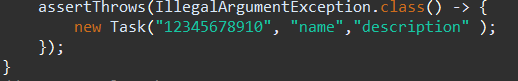 assertThrows(IllegalArgumentException.class() -> {
new Task("12345678910", "name","description" );
});
}